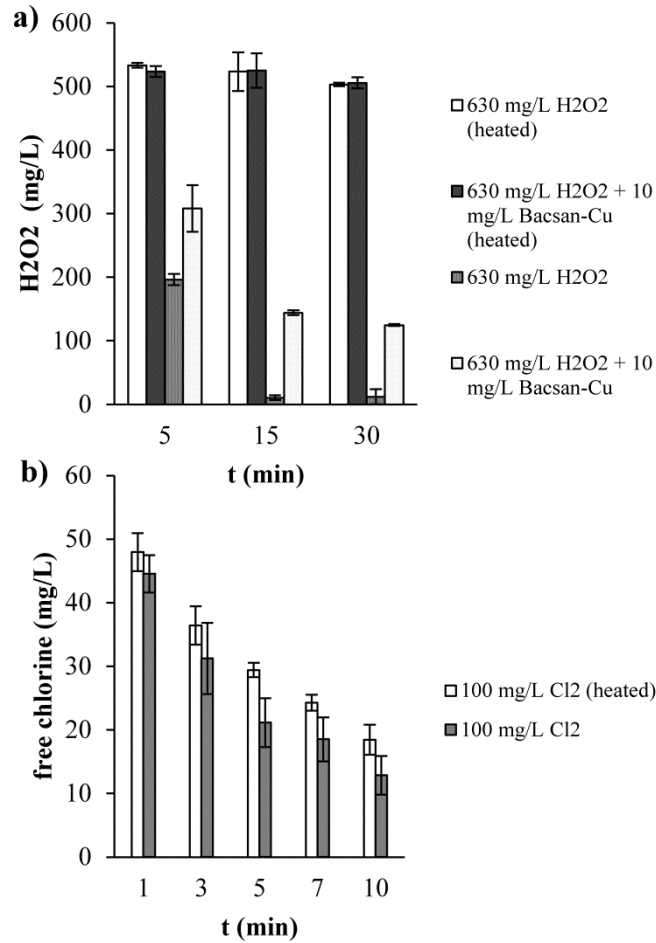 a)
600
500
400
300
200
100
0
H2O2 (mg/L)
5 15 30
t (min)
630 mg/L H2O2
(heated)
630 mg/L H2O2 + 10
mg/L Bacsan-Cu
(heated)
630 mg/L H2O2
630 mg/L H2O2 + 10
mg/L Bacsan-Cu
b)
60
50
40
30
20
10
0
free chlorine (mg/L)
1 3 5 7 10
t (min)
100 mg/L Cl2 (heated)
100 mg/L Cl2